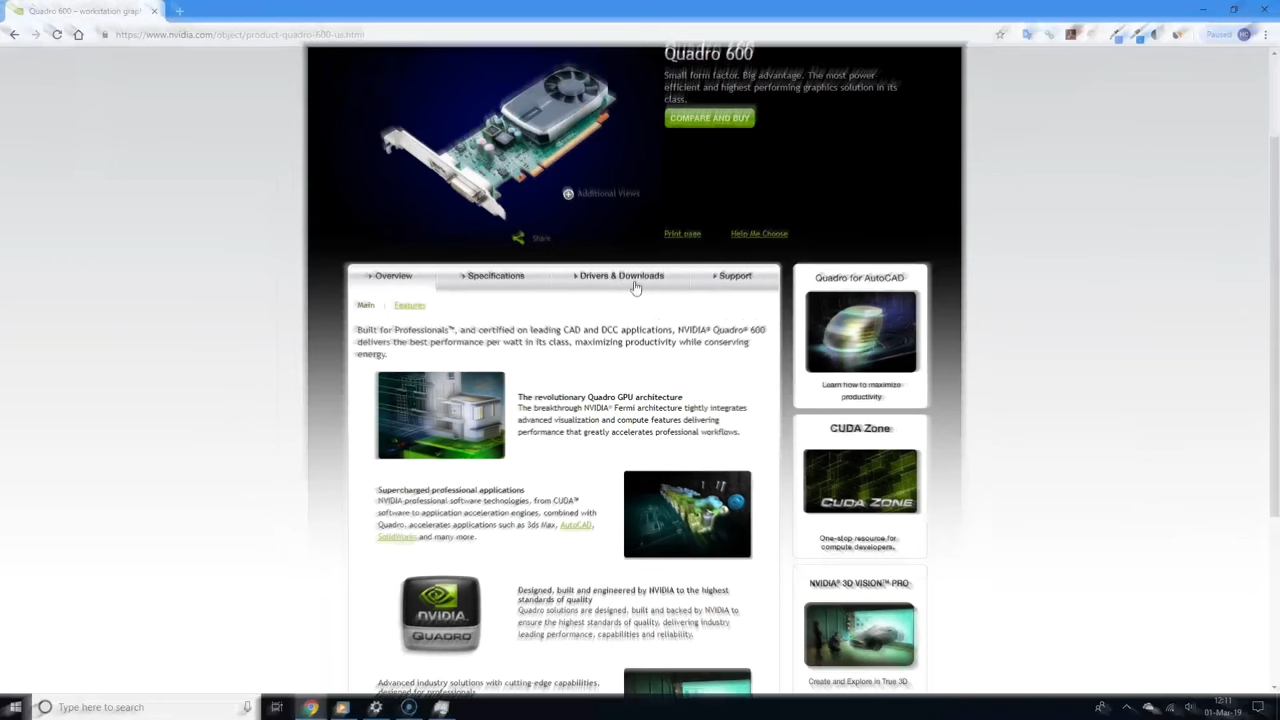 Quadro 600 – workstation graph
https://www.nvidia.com/object/product-quadro-600-us.html
Paused
HC
Quadro 600
Small form factor. Big advantage. The most power-
efficient and highest performing graphics solution in its
class.
COMPARE AND BUY
Additional Views
Share
Print page
Help Me Choose
Overview
Specifications
Drivers & Downloads
Support
Main | Features
Built for Professionals™, and certified on leading CAD and DCC applications, NVIDIA® Quadro® 600
delivers the best performance per watt in its class, maximizing productivity while conserving
energy.
The revolutionary Quadro GPU architecture
The breakthrough NVIDIA® Fermi architecture tightly integrates
advanced visualization and compute features delivering
performance that greatly accelerates professional workflows.
Supercharged professional applications
NVIDIA professional software technologies, from CUDA™
software to application acceleration engines, combined with
Quadro, accelerates applications such as 3ds Max, AutoCAD,
SolidWorks and many more.
NVIDIA.
QUADRO
Designed, built and engineered by NVIDIA to the highest
standards of quality
Quadro solutions are designed, built and backed by NVIDIA to
ensure the highest standards of quality, delivering industry
leading performance, capabilities and reliability.
Advanced industry solutions with cutting-edge capabilities,
designed for professionals
Quadro for AutoCAD
Learn how to maximize
productivity
CUDA Zone
CUDA ZONE
One-stop resource for
compute developers.
NVIDIA® 3D VISION™ PRO
Create and Explore in True 3D
Type here to search
12:11
01-Mar-19